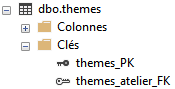 dbo.themes
Colonnes
Clés
themes_PK
themes_atelier_FK